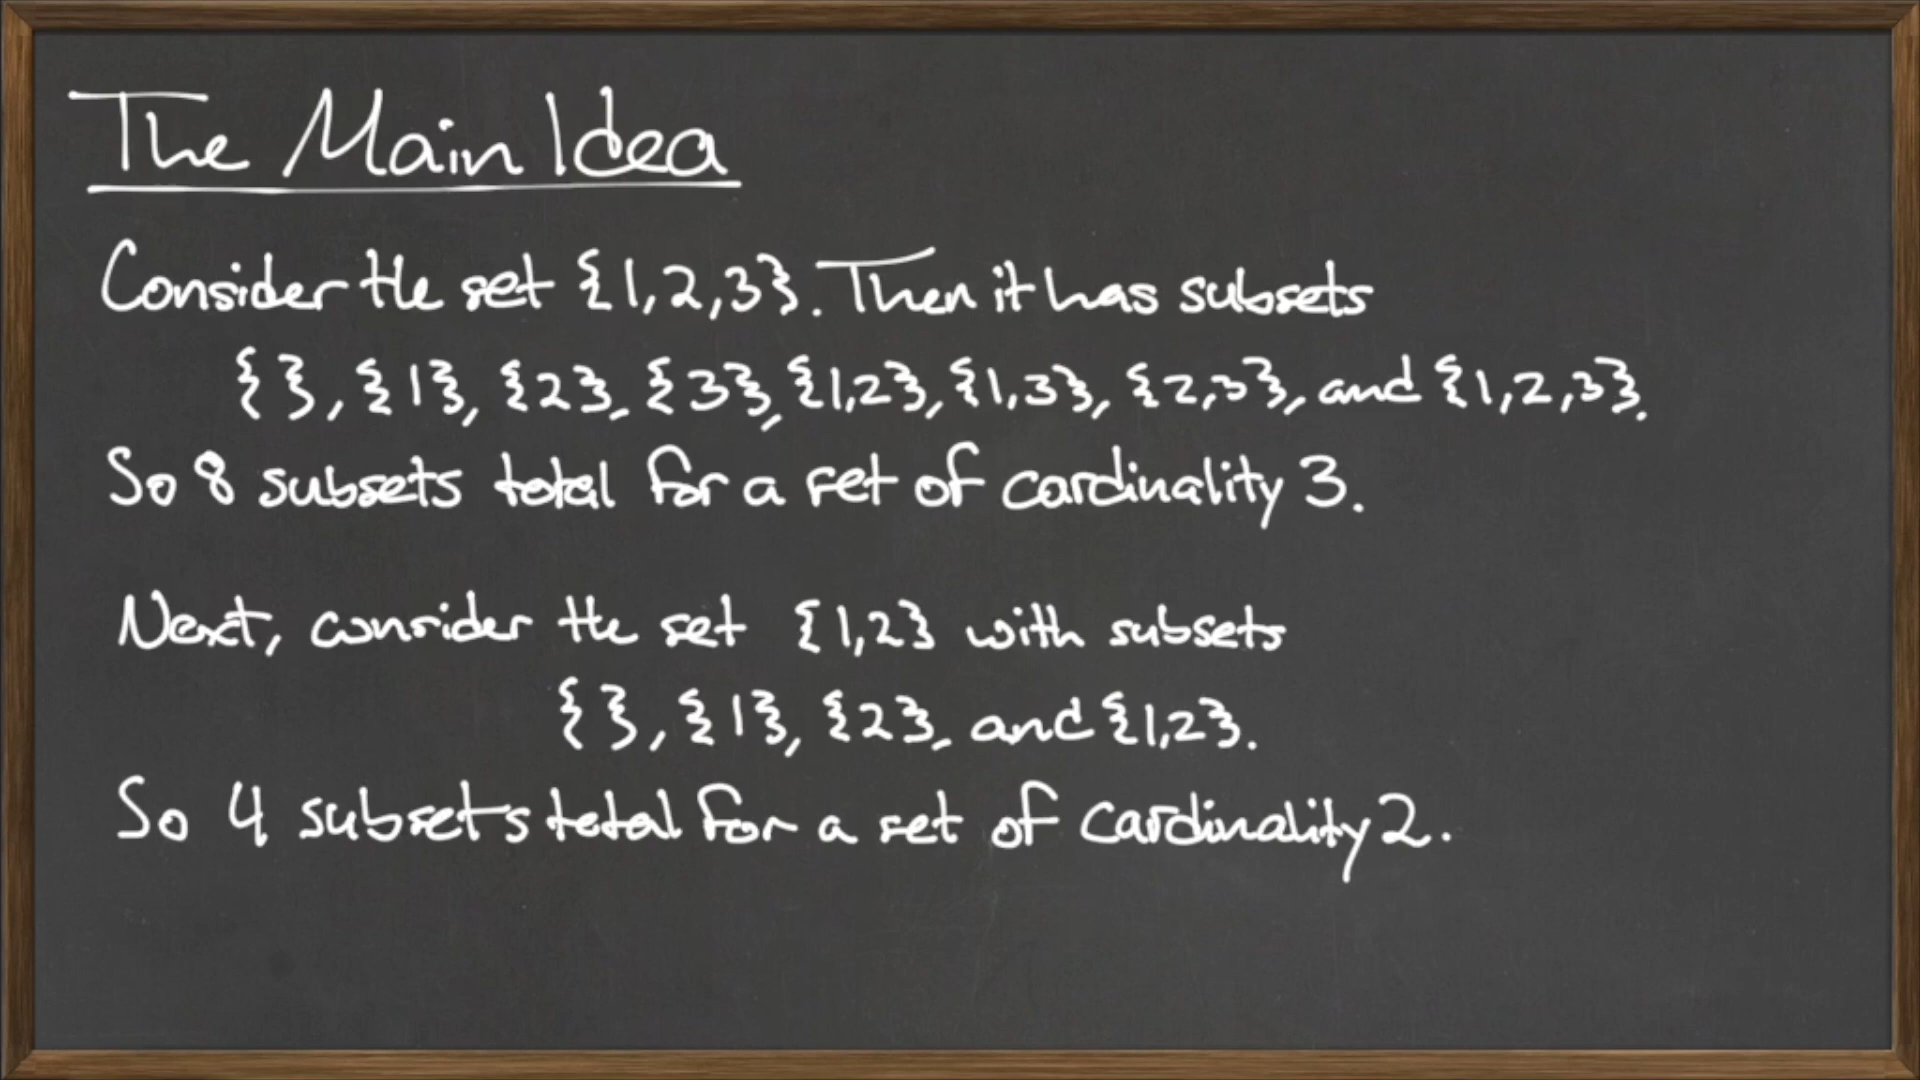 The Main Idea
Consider the set {1,2,3}. Then it has subsets
{ }, {1}, {2}, {3}, {1,2}, {1,3}, {2,3}, and {1,2,3}.
So 8 subsets total for a set of cardinality 3.
Next, consider the set {1,2} with subsets
{ }, {1}, {2}, and {1,2}.
So 4 subsets total for a set of cardinality 2.